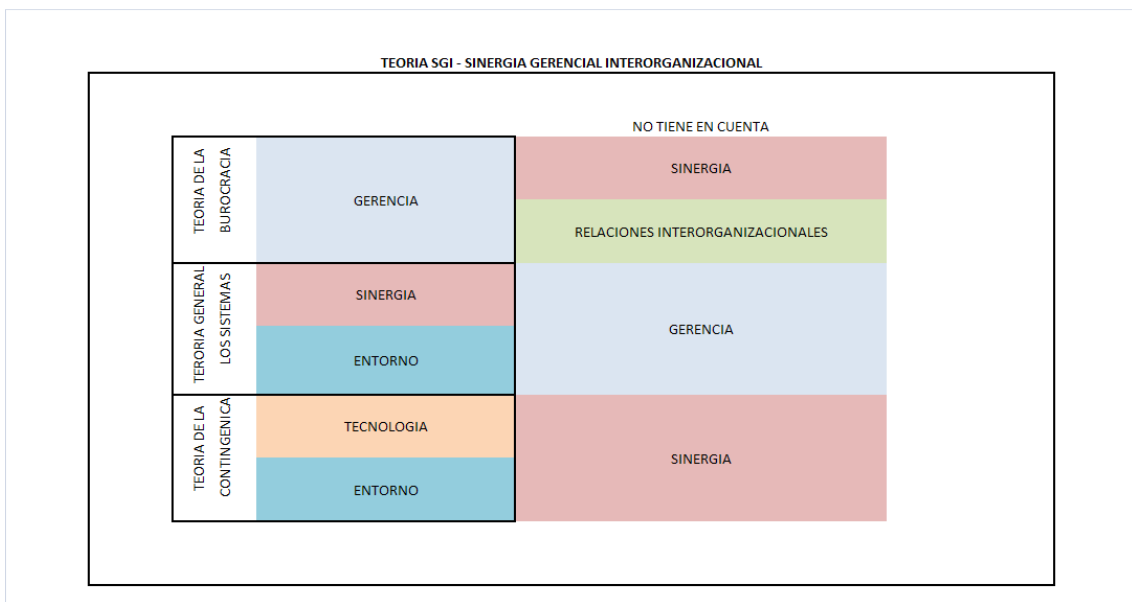 TEORIA SGI - SINERGIA GERENCIAL INTERORGANIZACIONAL
NO TIENE EN CUENTA
TEORIA DE LA
BUROCRACIA
GERENCIA
SINERGIA
RELACIONES INTERORGANIZACIONALES
TERORIA GENERAL
LOS SISTEMAS
SINERGIA
ENTORNO
GERENCIA
TEORIA DE LA
CONTINGENICA
TECNOLOGIA
ENTORNO
SINERGIA